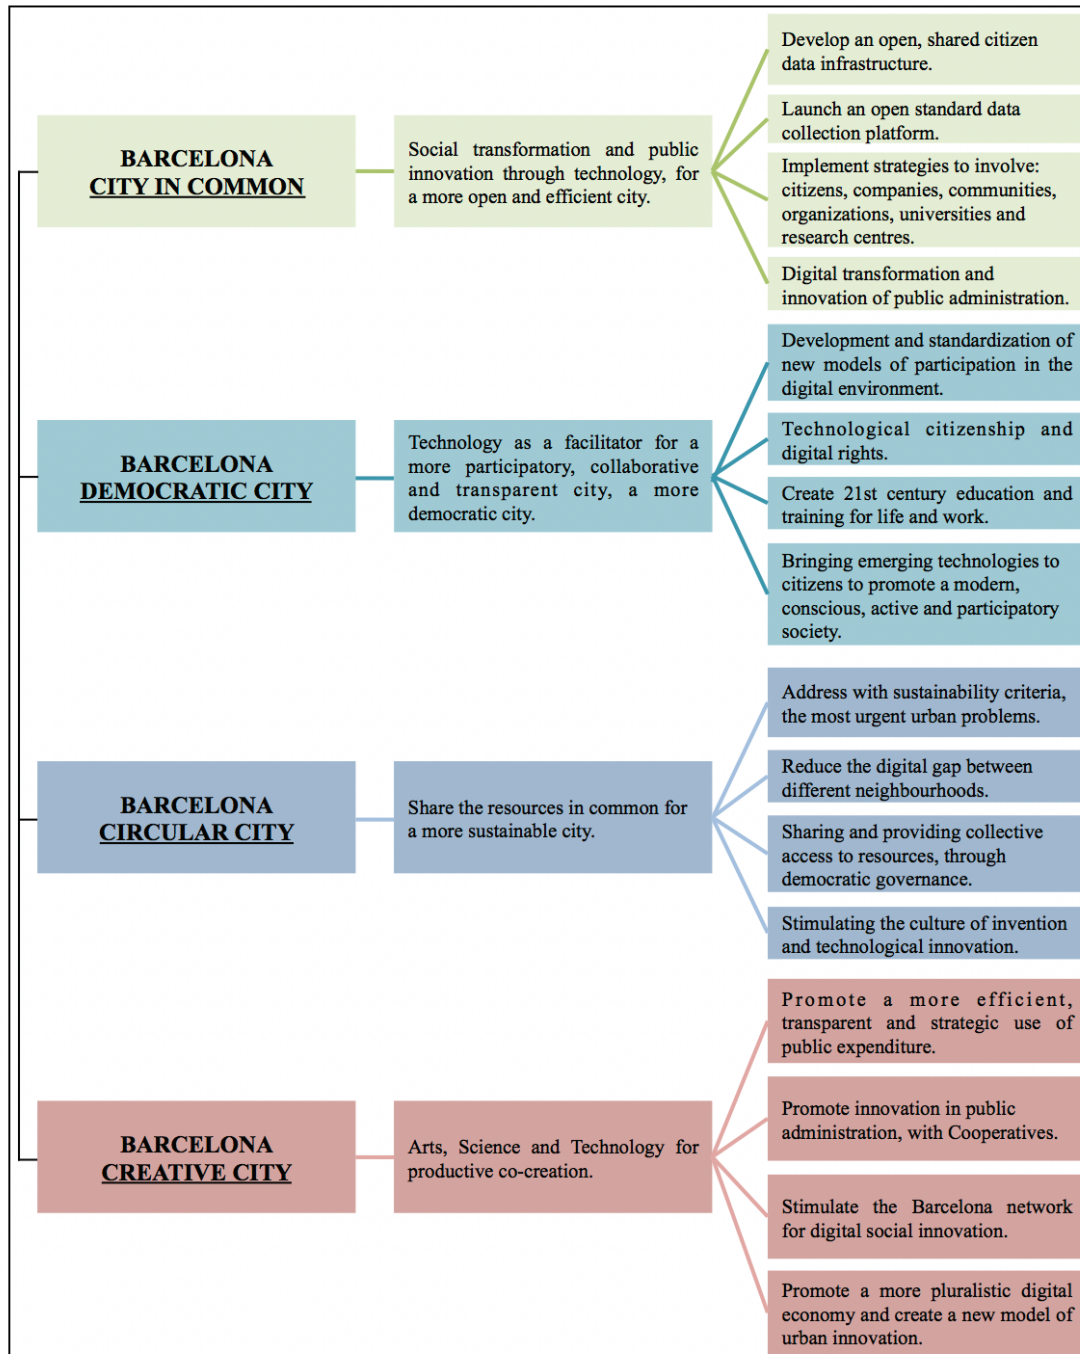 BARCELONA
CITY IN COMMON
Social transformation and public
innovation through technology, for
a more open and efficient city.
Develop an open, shared citizen
data infrastructure.
Launch an open standard data
collection platform.
Implement strategies to involve:
citizens, companies, communities,
organizations, universities and
research centres.
Digital transformation and
innovation of public administration.
BARCELONA
DEMOCRATIC CITY
Technology as a facilitator for a
more participatory, collaborative
and transparent city, a more
democratic city.
Development and standardization of
new models of participation in the
digital environment.
Technological citizenship and
digital rights.
Create 21st century education and
training for life and work.
Bringing emerging technologies to
citizens to promote a modern,
conscious, active and participatory
society.
BARCELONA
CIRCULAR CITY
Share the resources in common for
a more sustainable city.
Address with sustainability criteria,
the most urgent urban problems.
Reduce the digital gap between
different neighbourhoods.
Sharing and providing collective
access to resources, through
democratic governance.
Stimulating the culture of invention
and technological innovation.
BARCELONA
CREATIVE CITY
Arts, Science and Technology for
productive co-creation.
Promote a more efficient,
transparent and strategic use of
public expenditure.
Promote innovation in public
administration, with Cooperatives.
Stimulate the Barcelona network
for digital social innovation.
Promote a more pluralistic digital
economy and create a new model of
urban innovation.